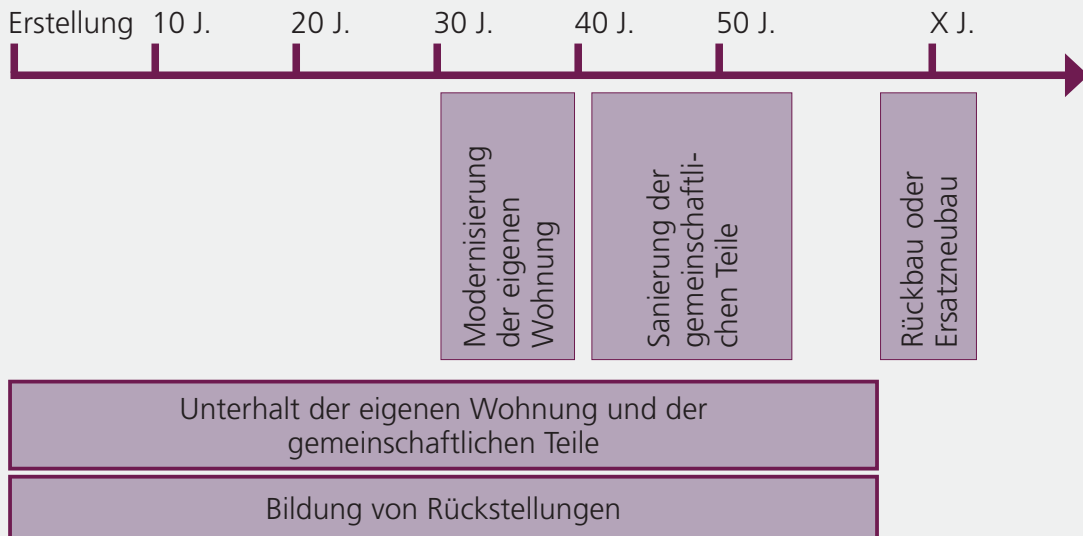 Erstellung 10 J. 20 J. 30 J. 40 J. 50 J. X J.
Modernisierung
der eigenen
Wohnung
Sanierung der
gemeinschaftli-
chen Teile
Rückbau oder
Ersatzneubau
Unterhalt der eigenen Wohnung und der
gemeinschaftlichen Teile
Bildung von Rückstellungen